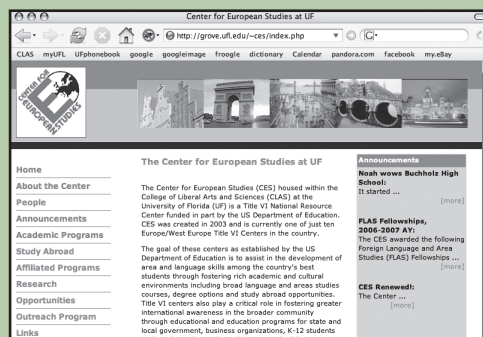 Center for European Studies at UF
http://grove.ufl.edu/~ces/index.php
G
CLAS myUFL UFphonebook google googleimage froogle dictionary Calendar pandora.com facebook my.eBay
CENTER FOR
EUROPEAN
STUDIES
Home
About the Center
People
Announcements
Academic Programs
Study Abroad
Affiliated Programs
Research
Opportunities
Outreach Program
Links
The Center for European Studies at UF
The Center for European Studies (CES) housed within the
College of Liberal Arts and Sciences (CLAS) at the
University of Florida (UF) is a Title VI National Resource
Center funded in part by the US Department of Education.
CES was created in 2003 and is currently one of just ten
Europe/West Europe Title VI Centers in the country.
The goal of these centers as established by the US
Department of Education is to assist in the development of
area and language skills among the country's best
students through fostering rich academic and cultural
environments including broad language and areas studies
courses, degree options and study abroad opportunities.
Title VI centers also play a critical role in fostering greater
international awareness in the broader community
through educational and education programs for state and
local government, business organizations, K-12 students
Announcements
Noah wows Buchholz High
School:
It started ...
[more]
FLAS Fellowships,
2006-2007 AY:
The CES awarded the following
Foreign Language and Area
Studies (FLAS) Fellowships ...
[more]
CES Renewed!:
The Center ...
[more]